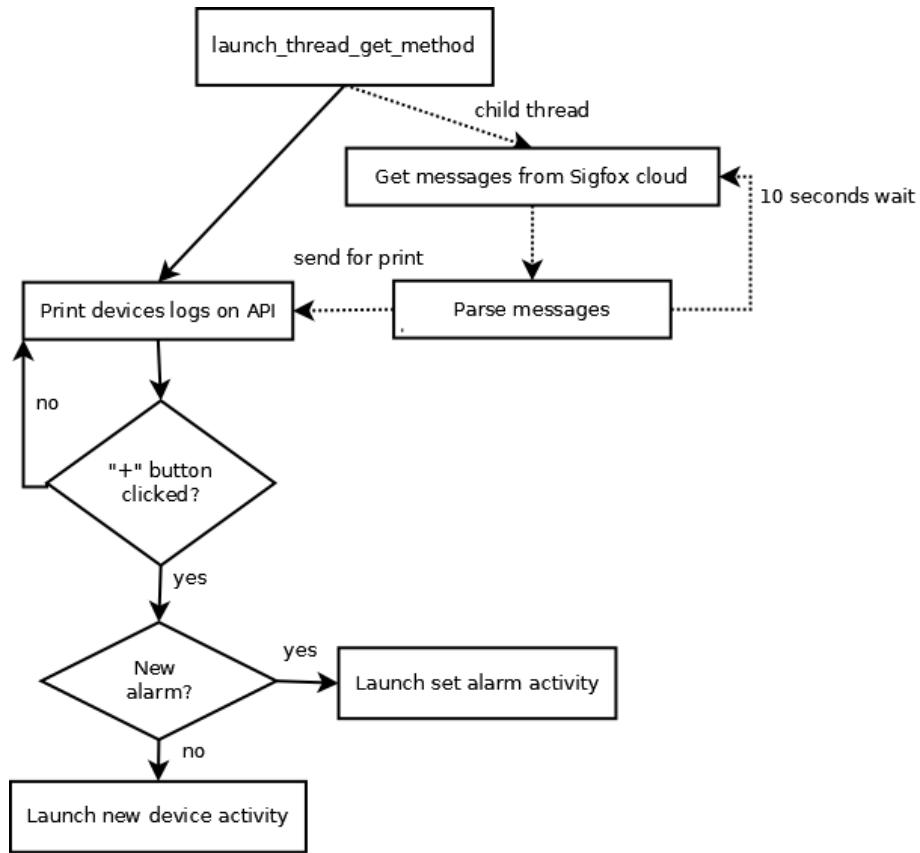 launch_thread_get_method
child thread
Get messages from Sigfox cloud
10 seconds wait
send for print
Print devices logs on API
Parse messages
no
"+" button
clicked?
yes
New
alarm?
yes
Launch set alarm activity
no
Launch new device activity